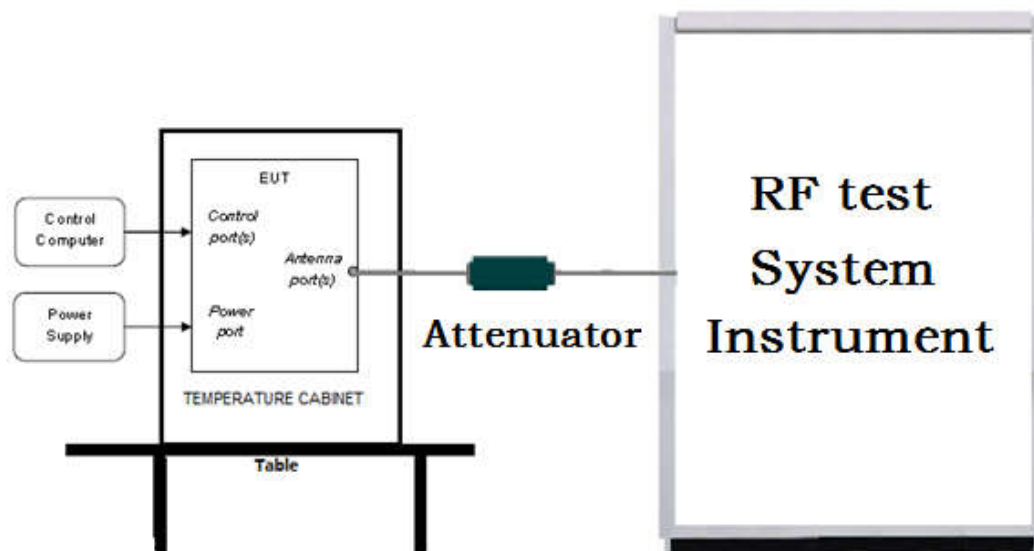 Control
Computer
Power
Supply
EUT
Control
port(s)
Antenna
port(s)
Power
port
TEMPERATURE CABINET
Table
Attenuator
RF test
System
Instrument